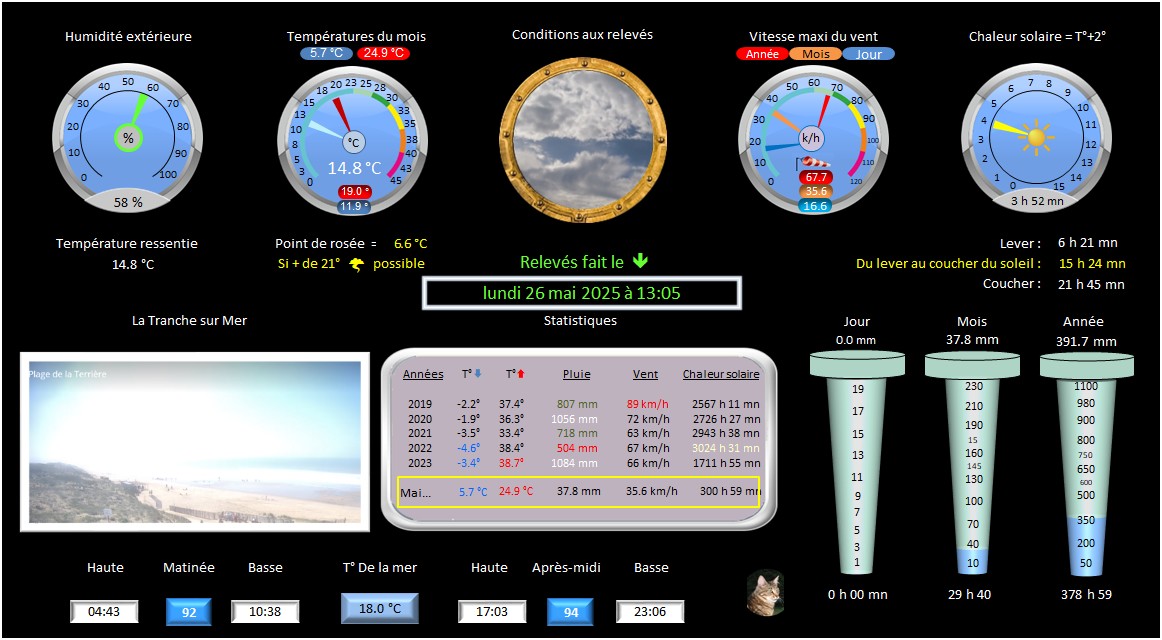 Humidité extérieure
Températures du mois
Conditions aux relevés
Vitesse maxi du vent
Chaleur solaire = T°+2°
5.7 °C 24.9 °C
Année Mois Jour
0 10 20 30 40 50 60 70 80 90 100
%
58 %
0 3 5 8 10 13 15 18 20 23 25 28 30 33 35 38 40 43 45
°C
14.8 °C
19.0 °
11.9 °
0 10 20 30 40 50 60 70 80 90 100 110 120
k/h
67.7
35.6
16.6
0 1 2 3 4 5 6 7 8 9 10 11 12 13 14 15
3 h 52 mn
Température ressentie
14.8 °C
Point de rosée = 6.6 °C
Si + de 21° possible
Relevés fait le
lundi 26 mai 2025 à 13:05
Lever : 6 h 21 mn
Du lever au coucher du soleil : 15 h 24 mn
Coucher : 21 h 45 mn
La Tranche sur Mer
Plage de la Terrière
Statistiques
Années T° T° Pluie Vent Chaleur solaire
2019 -2.2° 37.4° 807 mm 89 km/h 2567 h 11 mn
2020 -1.9° 36.3° 1056 mm 72 km/h 2726 h 27 mn
2021 -3.5° 33.4° 718 mm 63 km/h 2943 h 38 mn
2022 -4.6° 38.4° 504 mm 67 km/h 3024 h 31 mn
2023 -3.4° 38.7° 1084 mm 66 km/h 1711 h 55 mn
Mai... 5.7 °C 24.9 °C 37.8 mm 35.6 km/h 300 h 59 mn
Jour
0.0 mm
19
17
15
13
11
9
7
5
3
1
0 h 00 mn
Mois
37.8 mm
230
210
190
15
160
145
130
100
70
40
10
29 h 40
Année
391.7 mm
1100
980
900
800
750
650
600
500
350
200
50
378 h 59
Haute Matinée Basse
04:43 92 10:38
T° De la mer
18.0 °C
Haute Après-midi Basse
17:03 94 23:06